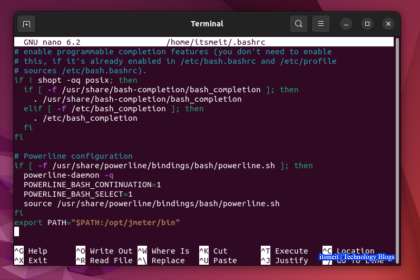 Terminal
GNU nano 6.2 /home/itsmeit/.bashrc
# enable programmable completion features (you don't need to enable
# this, if it's already enabled in /etc/bash.bashrc and /etc/profile
# sources /etc/bash.bashrc).
if ! shopt -oq posix; then
if [ -f /usr/share/bash-completion/bash_completion ]; then
. /usr/share/bash-completion/bash_completion
elif [ -f /etc/bash_completion ]; then
. /etc/bash_completion
fi
fi
# Powerline configuration
if [ -f /usr/share/powerline/bindings/bash/powerline.sh ]; then
powerline-daemon -q
POWERLINE_BASH_CONTINUATION=1
POWERLINE_BASH_SELECT=1
source /usr/share/powerline/bindings/bash/powerline.sh
fi
export PATH="$PATH:/opt/jmeter/bin"
^G Help ^O Write Out ^W Where Is ^K Cut ^T Execute ^C Location
^X Exit ^R Read File ^\ Replace ^U Paste ^J Justify ^/ Go To Line
itsmeit | Technology Blogs